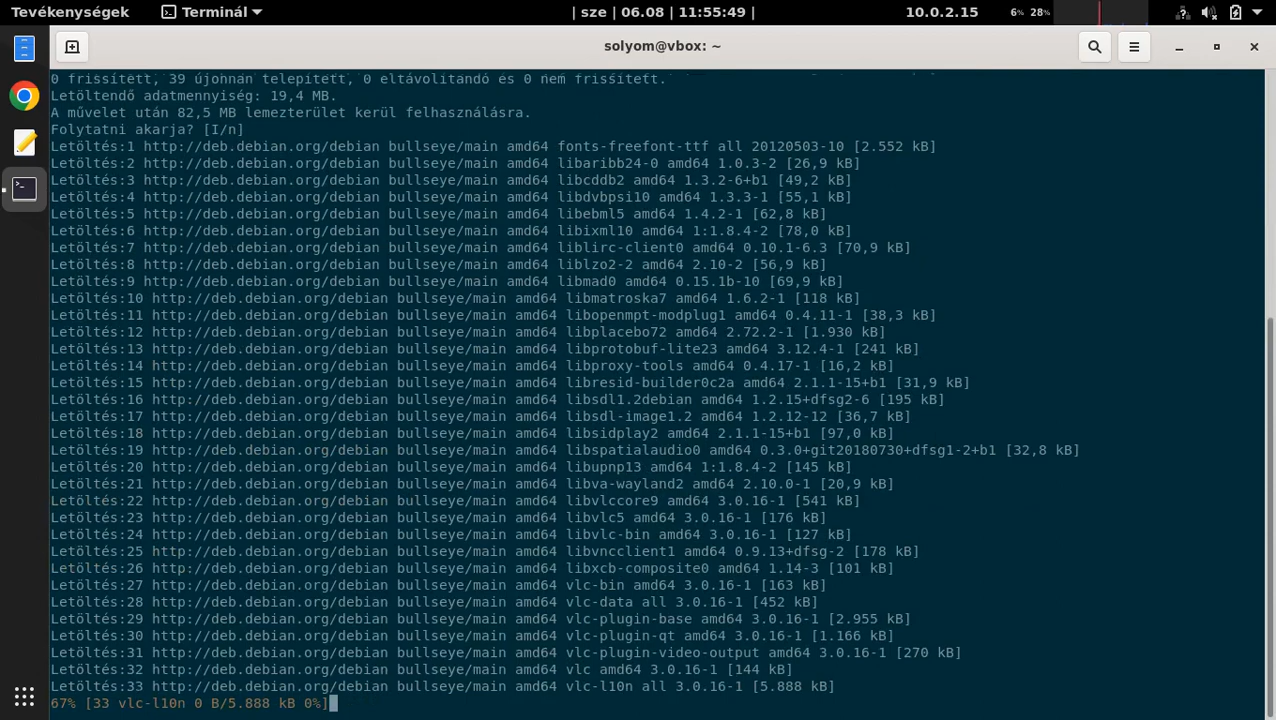 Tevékenységek
Terminál
| sze | 06.08 | 11:55:49 |
10.0.2.15
6% 28%
solyom@vbox: ~
0 frissített, 39 újonnan telepített, 0 eltávolítandó és 0 nem frissített.
Letöltendő adatmennyiség: 19,4 MB.
A művelet után 82,5 MB lemezterület kerül felhasználásra.
Folytatni akarja? [I/n]
Letöltés:1 http://deb.debian.org/debian bullseye/main amd64 fonts-freefont-ttf all 20120503-10 [2.552 kB]
Letöltés:2 http://deb.debian.org/debian bullseye/main amd64 libaribb24-0 amd64 1.0.3-2 [26,9 kB]
Letöltés:3 http://deb.debian.org/debian bullseye/main amd64 libcddb2 amd64 1.3.2-6+b1 [49,2 kB]
Letöltés:4 http://deb.debian.org/debian bullseye/main amd64 libdvbpsi10 amd64 1.3.3-1 [55,1 kB]
Letöltés:5 http://deb.debian.org/debian bullseye/main amd64 libebml5 amd64 1.4.2-1 [62,8 kB]
Letöltés:6 http://deb.debian.org/debian bullseye/main amd64 libixml10 amd64 1:1.8.4-2 [78,0 kB]
Letöltés:7 http://deb.debian.org/debian bullseye/main amd64 liblirc-client0 amd64 0.10.1-6.3 [70,9 kB]
Letöltés:8 http://deb.debian.org/debian bullseye/main amd64 liblzo2-2 amd64 2.10-2 [56,9 kB]
Letöltés:9 http://deb.debian.org/debian bullseye/main amd64 libmad0 amd64 0.15.1b-10 [69,9 kB]
Letöltés:10 http://deb.debian.org/debian bullseye/main amd64 libmatroska7 amd64 1.6.2-1 [118 kB]
Letöltés:11 http://deb.debian.org/debian bullseye/main amd64 libopenmpt-modplug1 amd64 0.4.11-1 [38,3 kB]
Letöltés:12 http://deb.debian.org/debian bullseye/main amd64 libplacebo72 amd64 2.72.2-1 [1.930 kB]
Letöltés:13 http://deb.debian.org/debian bullseye/main amd64 libprotobuf-lite23 amd64 3.12.4-1 [241 kB]
Letöltés:14 http://deb.debian.org/debian bullseye/main amd64 libproxy-tools amd64 0.4.17-1 [16,2 kB]
Letöltés:15 http://deb.debian.org/debian bullseye/main amd64 libresid-builder0c2a amd64 2.1.1-15+b1 [31,9 kB]
Letöltés:16 http://deb.debian.org/debian bullseye/main amd64 libsdl1.2debian amd64 1.2.15+dfsg2-6 [195 kB]
Letöltés:17 http://deb.debian.org/debian bullseye/main amd64 libsdl-image1.2 amd64 1.2.12-12 [36,7 kB]
Letöltés:18 http://deb.debian.org/debian bullseye/main amd64 libsidplay2 amd64 2.1.1-15+b1 [97,0 kB]
Letöltés:19 http://deb.debian.org/debian bullseye/main amd64 libspatialaudio0 amd64 0.3.0+git20180730+dfsg1-2+b1 [32,8 kB]
Letöltés:20 http://deb.debian.org/debian bullseye/main amd64 libupnp13 amd64 1:1.8.4-2 [145 kB]
Letöltés:21 http://deb.debian.org/debian bullseye/main amd64 libva-wayland2 amd64 2.10.0-1 [20,9 kB]
Letöltés:22 http://deb.debian.org/debian bullseye/main amd64 libvlccore9 amd64 3.0.16-1 [541 kB]
Letöltés:23 http://deb.debian.org/debian bullseye/main amd64 libvlc5 amd64 3.0.16-1 [176 kB]
Letöltés:24 http://deb.debian.org/debian bullseye/main amd64 libvlc-bin amd64 3.0.16-1 [127 kB]
Letöltés:25 http://deb.debian.org/debian bullseye/main amd64 libvncclient1 amd64 0.9.13+dfsg-2 [178 kB]
Letöltés:26 http://deb.debian.org/debian bullseye/main amd64 libxcb-composite0 amd64 1.14-3 [101 kB]
Letöltés:27 http://deb.debian.org/debian bullseye/main amd64 vlc-bin amd64 3.0.16-1 [163 kB]
Letöltés:28 http://deb.debian.org/debian bullseye/main amd64 vlc-data all 3.0.16-1 [452 kB]
Letöltés:29 http://deb.debian.org/debian bullseye/main amd64 vlc-plugin-base amd64 3.0.16-1 [2.955 kB]
Letöltés:30 http://deb.debian.org/debian bullseye/main amd64 vlc-plugin-qt amd64 3.0.16-1 [1.166 kB]
Letöltés:31 http://deb.debian.org/debian bullseye/main amd64 vlc-plugin-video-output amd64 3.0.16-1 [270 kB]
Letöltés:32 http://deb.debian.org/debian bullseye/main amd64 vlc amd64 3.0.16-1 [144 kB]
Letöltés:33 http://deb.debian.org/debian bullseye/main amd64 vlc-l10n all 3.0.16-1 [5.888 kB]
67% [33 vlc-l10n 0 B/5.888 kB 0%]